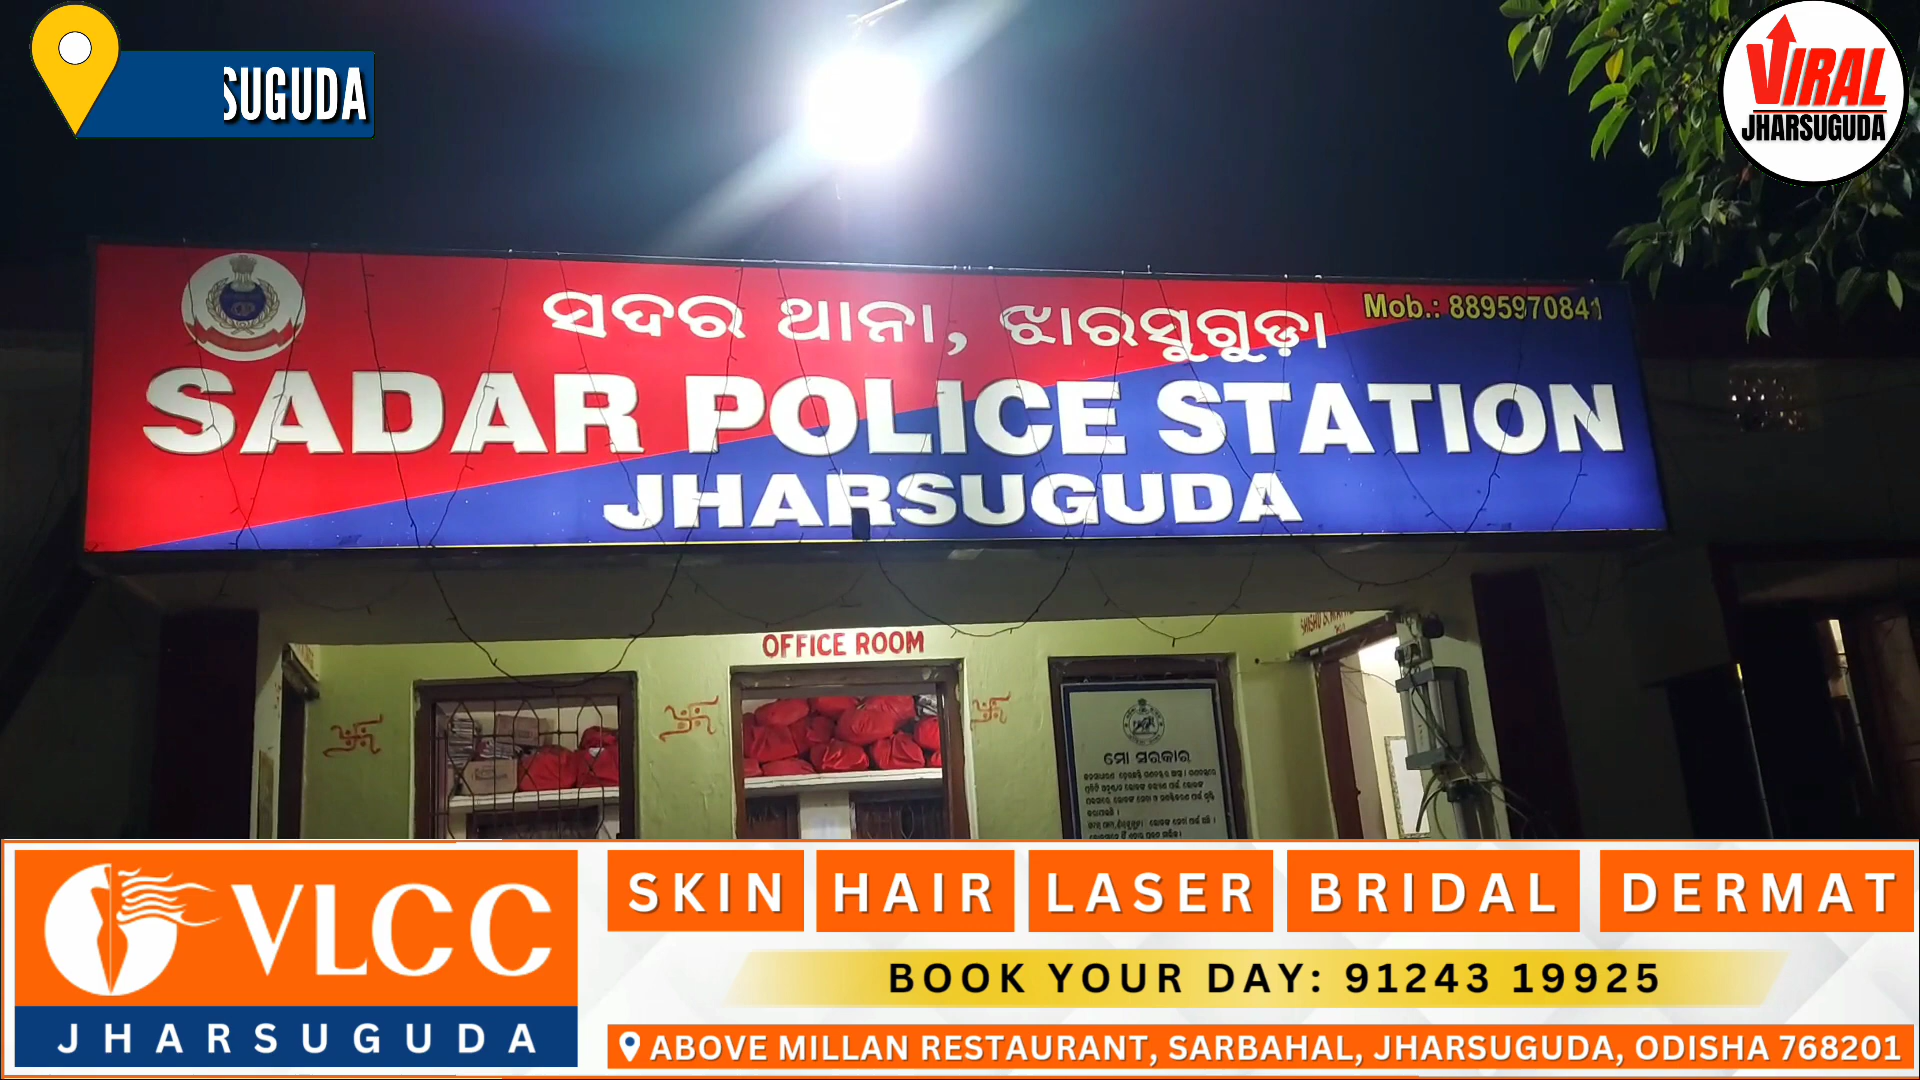 SUGUDA
VIRAL
JHARSUGUDA
ସଦର ଥାନା, ଝାରସୁଗୁଡ଼ା
Mob.: 8895970841
SADAR POLICE STATION
JHARSUGUDA
OFFICE ROOM
ମୋ ସରକାର
VLCC
JHARSUGUDA
SKIN HAIR LASER BRIDAL DERMAT
BOOK YOUR DAY: 91243 19925
ABOVE MILLAN RESTAURANT, SARBAHAL, JHARSUGUDA, ODISHA 768201